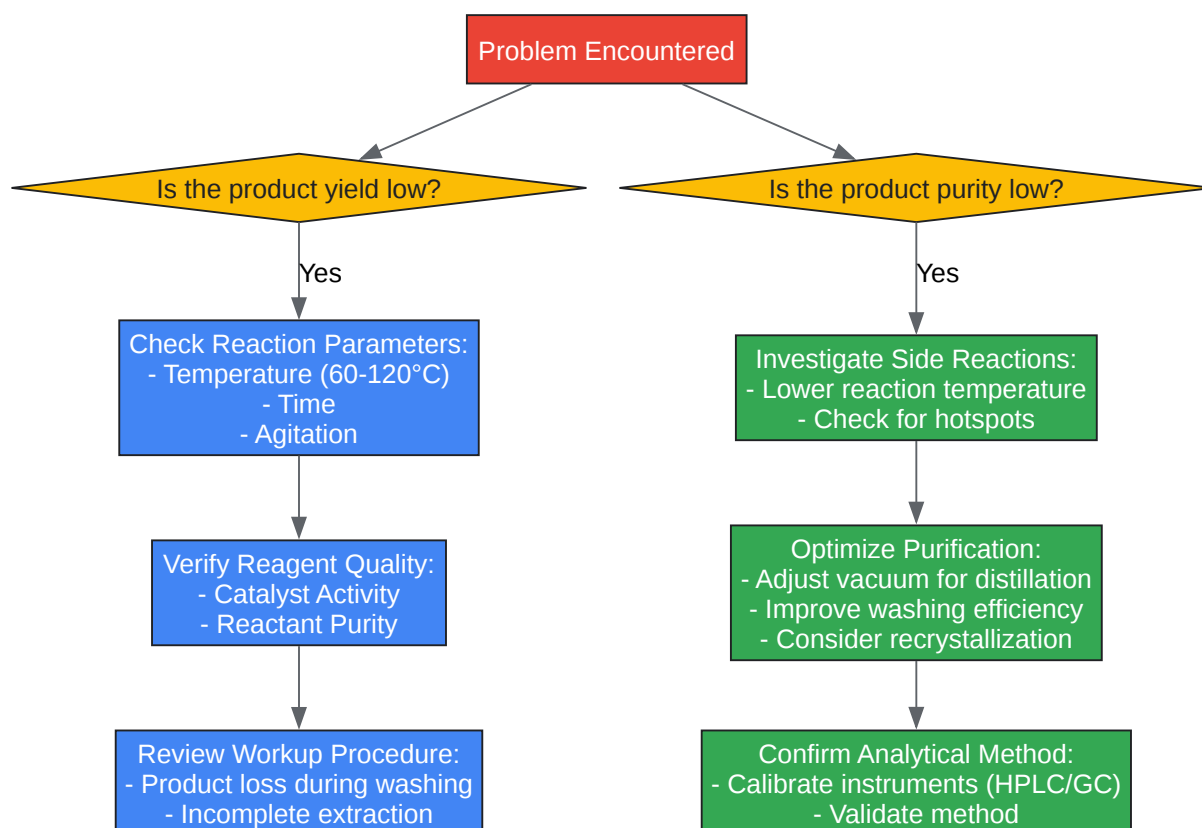 Problem Encountered
Is the product yield low?
Is the product purity low?
Yes
Yes
Check Reaction Parameters:
- Temperature (60-120°C)
- Time
- Agitation
Investigate Side Reactions:
- Lower reaction temperature
- Check for hotspots
Verify Reagent Quality:
- Catalyst Activity
- Reactant Purity
Optimize Purification:
- Adjust vacuum for distillation
- Improve washing efficiency
- Consider recrystallization
Review Workup Procedure:
- Product loss during washing
- Incomplete extraction
Confirm Analytical Method:
- Calibrate instruments (HPLC/GC)
- Validate method